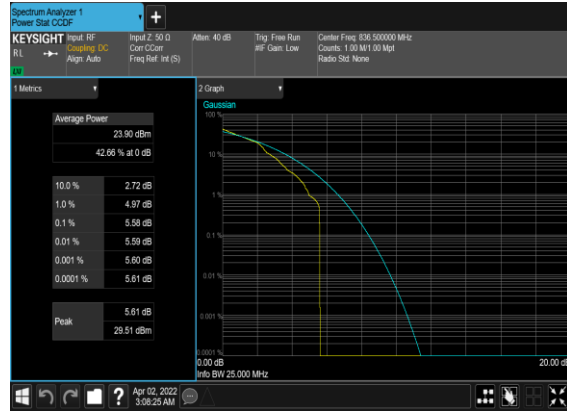 Spectrum Analyzer 1
Power Stat CCDF
KEYSIGHT
RL
Input: RF
Coupling: DC
Align: Auto
Input Z: 50 Ω
Corr CCorr
Freq Ref: Int (S)
Atten: 40 dB
Trig: Free Run
#IF Gain: Low
Center Freq: 836.500000 MHz
Counts: 1.00 M/1.00 Mpt
Radio Std: None
1 Metrics
Average Power
23.90 dBm
42.66 % at 0 dB
10.0 % 2.72 dB
1.0 % 4.97 dB
0.1 % 5.58 dB
0.01 % 5.59 dB
0.001 % 5.60 dB
0.0001 % 5.61 dB
Peak
5.61 dB
29.51 dBm
2 Graph
Gaussian
100 %
10 %
1 %
0.1 %
0.01 %
0.001 %
0.0001 %
0.00 dB
20.00 dB
Info BW 25.000 MHz
?
Apr 02, 2022
3:08:25 AM